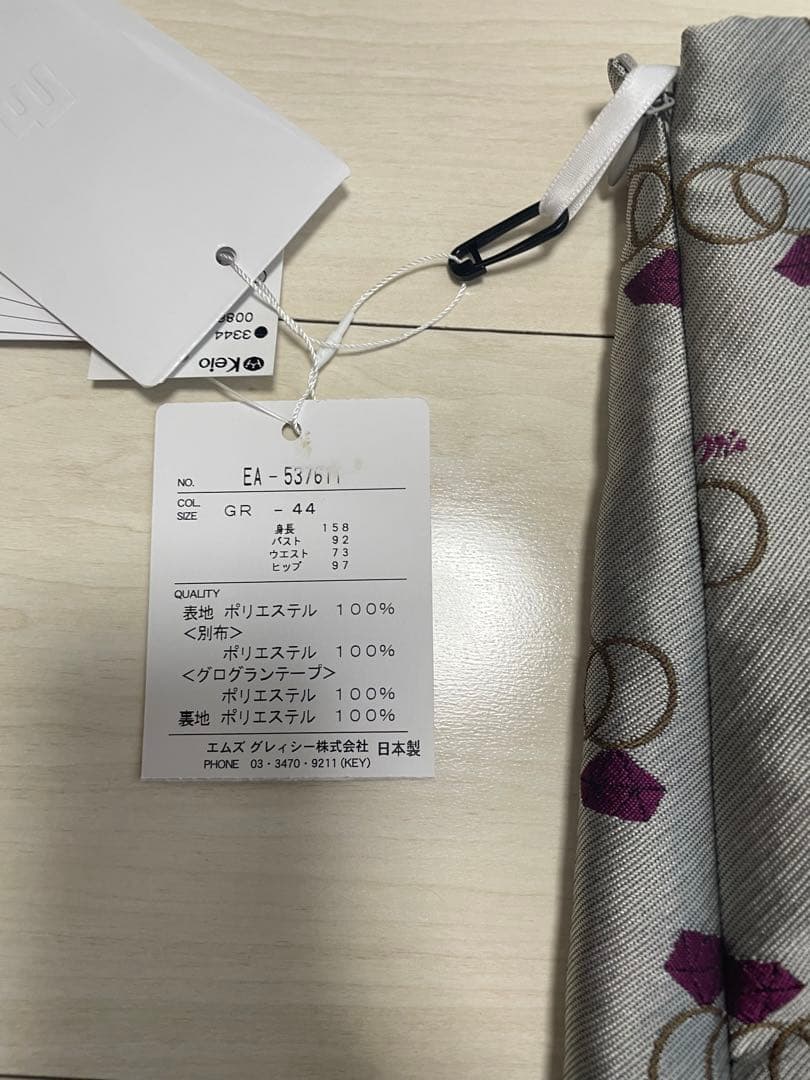 Keio
3344
0086
NO. EA - 537611
COL.
SIZE GR - 44
身長 158
バスト 92
ウエスト 73
ヒップ 97
QUALITY
表地 ポリエステル 100%
<別布>
ポリエステル 100%
<グログランテープ>
ポリエステル 100%
裏地 ポリエステル 100%
エムズ グレィシー株式会社 日本製
PHONE 03・3470・9211(KEY)